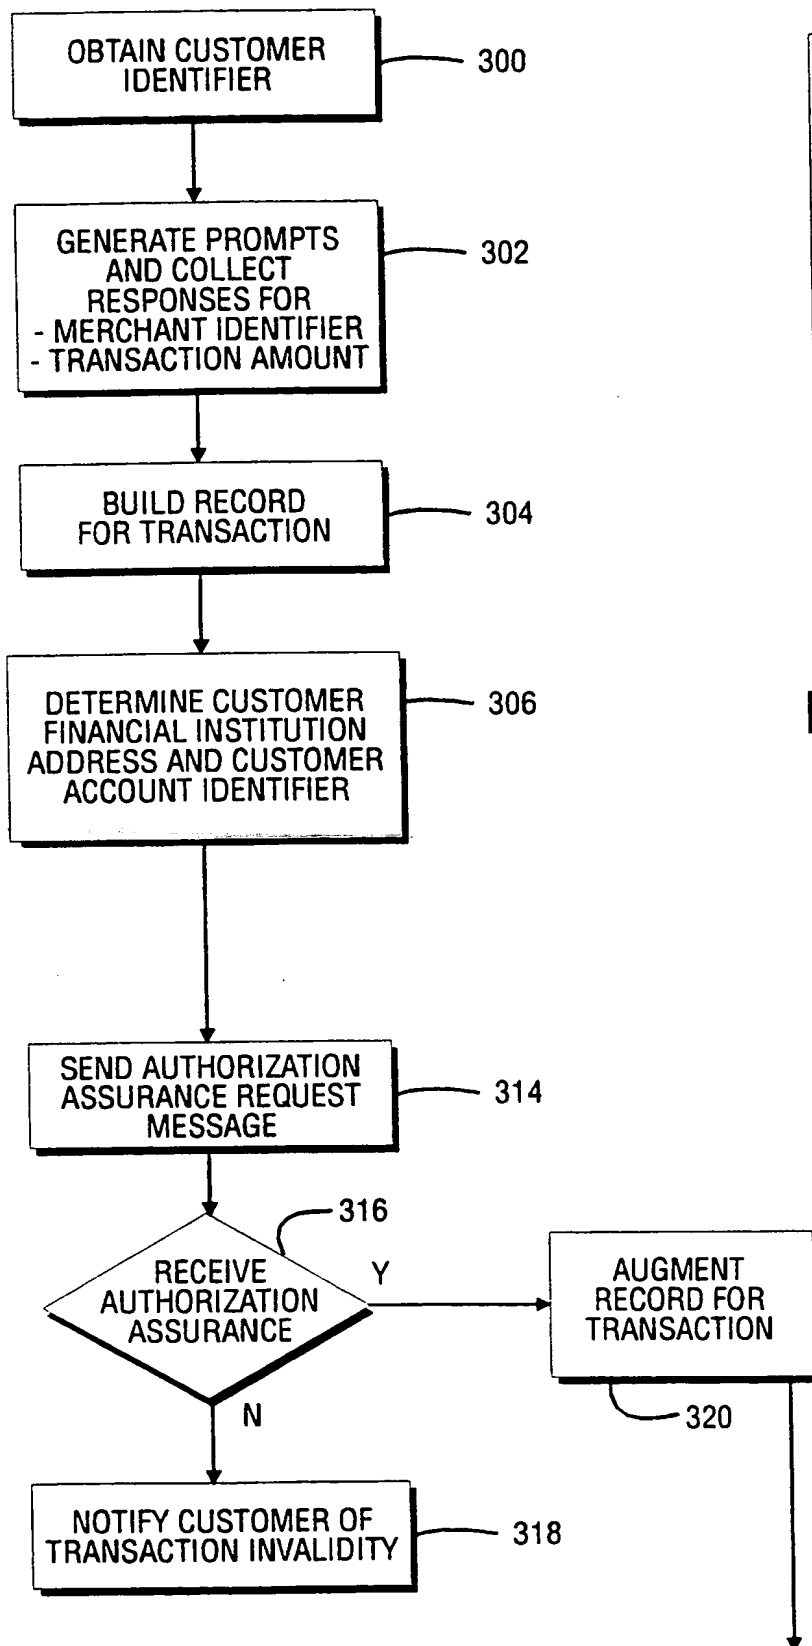 OBTAIN CUSTOMER
IDENTIFIER
300
GENERATE PROMPTS
AND COLLECT
RESPONSES FOR
- MERCHANT IDENTIFIER
- TRANSACTION AMOUNT
302
BUILD RECORD
FOR TRANSACTION
304
DETERMINE CUSTOMER
FINANCIAL INSTITUTION
ADDRESS AND CUSTOMER
ACCOUNT IDENTIFIER
306
SEND AUTHORIZATION
ASSURANCE REQUEST
MESSAGE
314
316
RECEIVE
AUTHORIZATION
ASSURANCE
Y
N
AUGMENT
RECORD FOR
TRANSACTION
320
NOTIFY CUSTOMER OF
TRANSACTION INVALIDITY
318